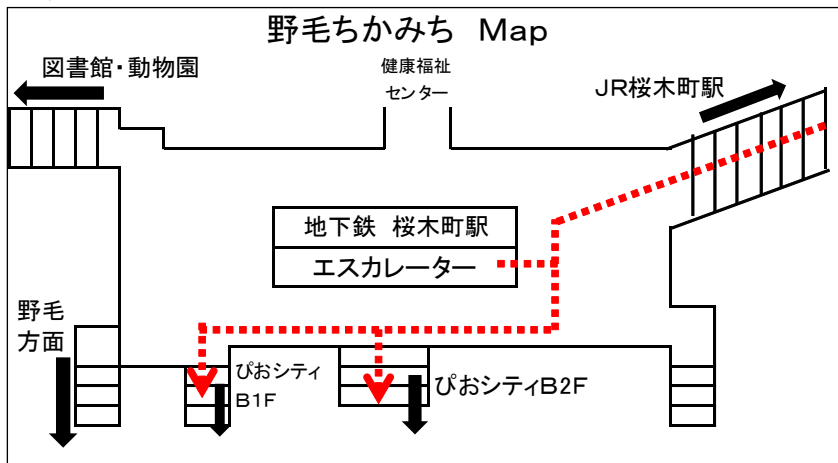 野毛ちかみち Map
図書館・動物園
健康福祉
センター
JR桜木町駅
地下鉄 桜木町駅
エスカレーター
野毛
方面
ぴおシティ
B1F
ぴおシティB2F